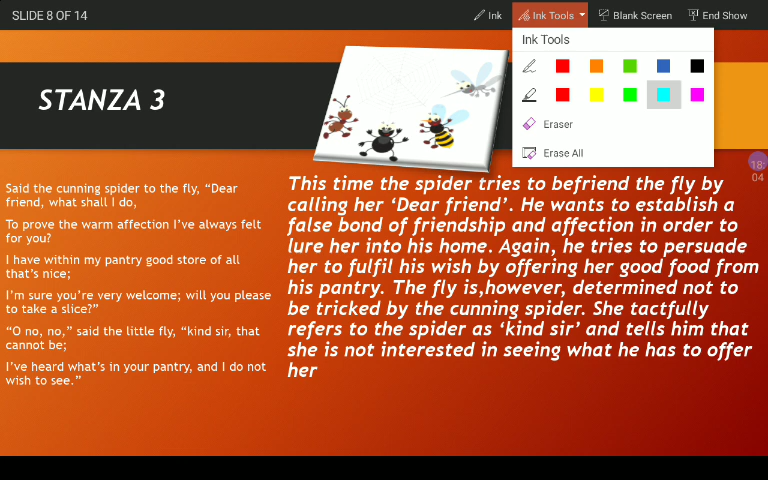 SLIDE 8 OF 14
Ink
Ink Tools
Blank Screen
End Show
Ink Tools
Eraser
Erase All
18:
04
STANZA 3
Said the cunning spider to the fly, “Dear
friend, what shall I do,
To prove the warm affection I’ve always felt
for you?
I have within my pantry good store of all
that’s nice;
I’m sure you’re very welcome; will you please
to take a slice?”
“O no, no,” said the little fly, “kind sir, that
cannot be;
I’ve heard what’s in your pantry, and I do not
wish to see.”
This time the spider tries to befriend the fly by
calling her ‘Dear friend’. He wants to establish a
false bond of friendship and affection in order to
lure her into his home. Again, he tries to persuade
her to fulfil his wish by offering her good food from
his pantry. The fly is,however, determined not to
be tricked by the cunning spider. She tactfully
refers to the spider as ‘kind sir’ and tells him that
she is not interested in seeing what he has to offer
her